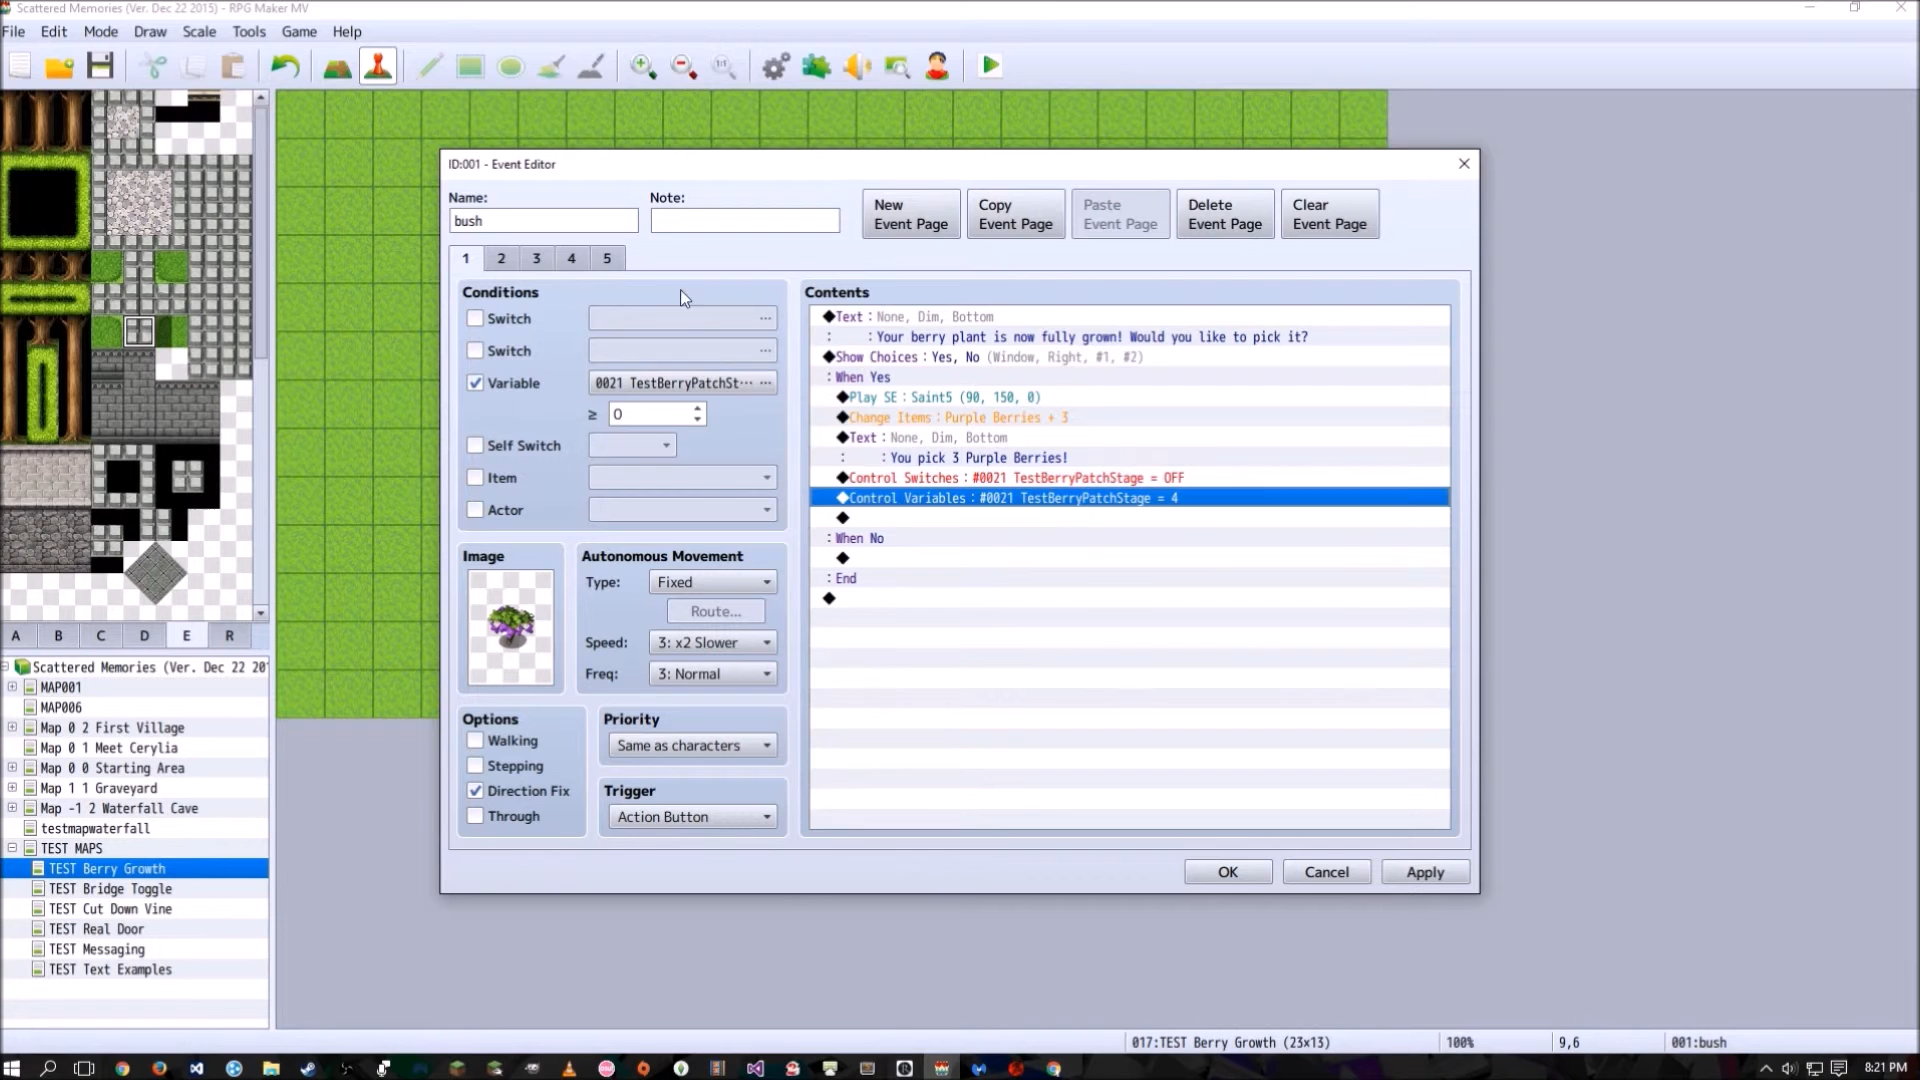 Scattered Memories (Ver. Dec 22 2015) - RPG Maker MV
File Edit Mode Draw Scale Tools Game Help
1:1
ID:001 - Event Editor
Name: Note:
bush
New Event Page
Copy Event Page
Paste Event Page
Delete Event Page
Clear Event Page
1 2 3 4 5
Conditions
Switch ...
Switch ...
Variable 0021 TestBerryPatchSt... ...
≥ 0
Self Switch
Item
Actor
Image
Autonomous Movement
Type: Fixed
Route...
Speed: 3: x2 Slower
Freq: 3: Normal
Options
Walking
Stepping
Direction Fix
Through
Priority
Same as characters
Trigger
Action Button
Contents
◆Text : None, Dim, Bottom
: : Your berry plant is now fully grown! Would you like to pick it?
◆Show Choices : Yes, No (Window, Right, #1, #2)
: When Yes
◆Play SE : Saint5 (90, 150, 0)
◆Change Items : Purple Berries + 3
◆Text : None, Dim, Bottom
: : You pick 3 Purple Berries!
◆Control Switches : #0021 TestBerryPatchStage = OFF
◆Control Variables : #0021 TestBerryPatchStage = 4
◆
: When No
◆
: End
◆
OK Cancel Apply
A B C D E R
Scattered Memories (Ver. Dec 22 20
MAP001
MAP006
Map 0 2 First Village
Map 0 1 Meet Cerylia
Map 0 0 Starting Area
Map 1 1 Graveyard
Map -1 2 Waterfall Cave
testmapwaterfall
TEST MAPS
TEST Berry Growth
TEST Bridge Toggle
TEST Cut Down Vine
TEST Real Door
TEST Messaging
TEST Text Examples
017:TEST Berry Growth (23x13) 100% 9,6 001:bush
8:21 PM